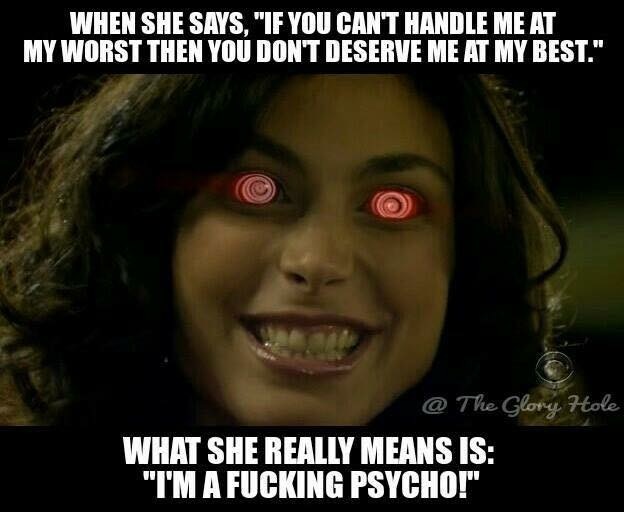 WHEN SHE SAYS, "IF YOU CAN'T HANDLE ME AT
MY WORST THEN YOU DON'T DESERVE ME AT MY BEST."
@ The Glory Hole
WHAT SHE REALLY MEANS IS:
"I'M A FUCKING PSYCHO!"